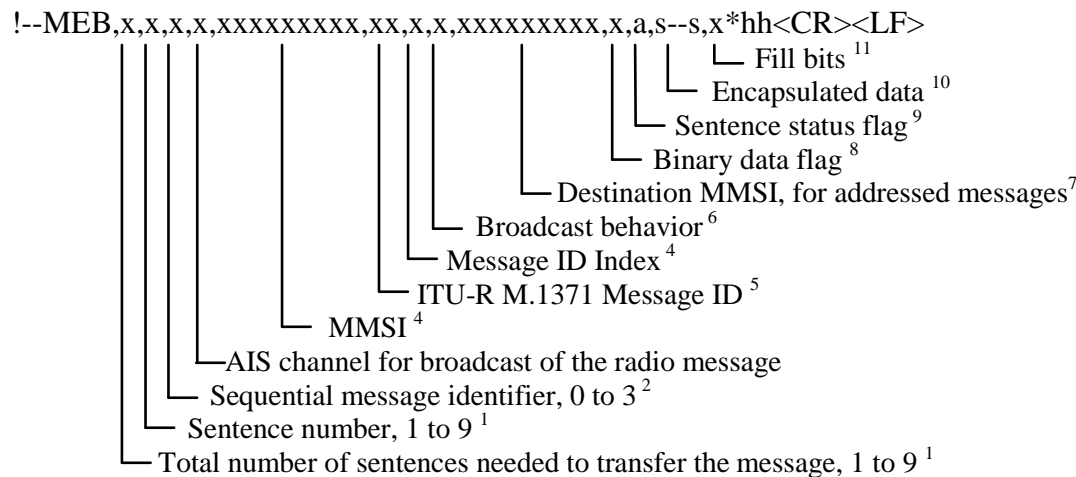 !--MEB,x,x,x,x,xxxxxxxxx,xx,x,x,xxxxxxxxx,x,a,s--s,x*hh<CR><LF>
Fill bits 11
Encapsulated data 10
Sentence status flag 9
Binary data flag 8
Destination MMSI, for addressed messages 7
Broadcast behavior 6
Message ID Index 4
ITU-R M.1371 Message ID 5
MMSI 4
AIS channel for broadcast of the radio message
Sequential message identifier, 0 to 3 2
Sentence number, 1 to 9 1
Total number of sentences needed to transfer the message, 1 to 9 1